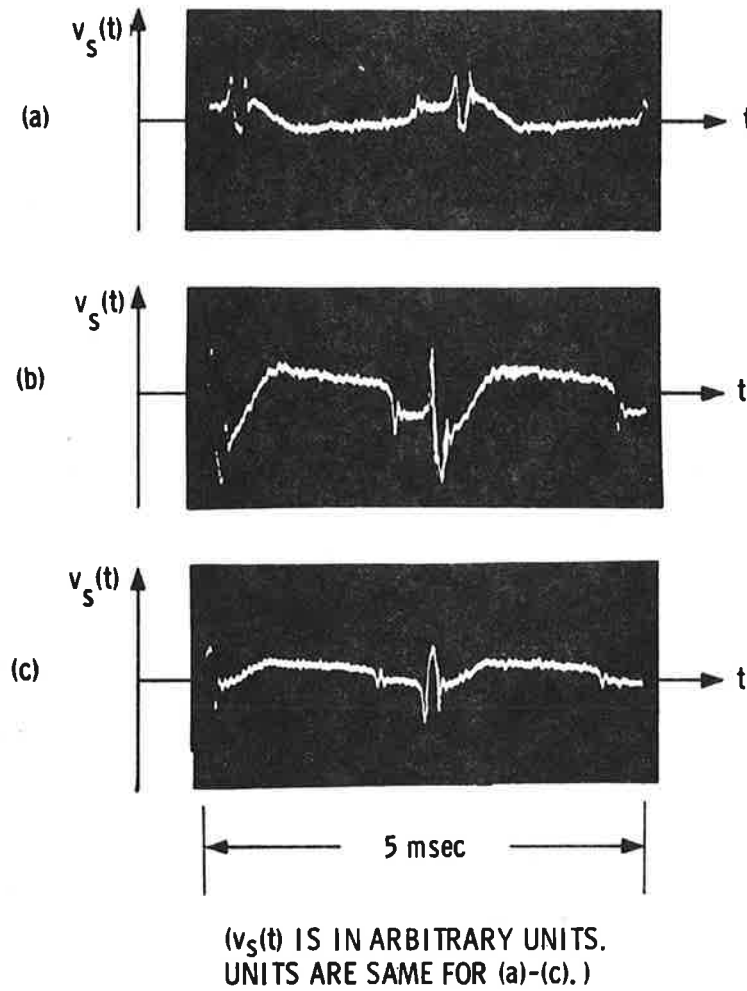 v_s(t)
(a)
t
v_s(t)
(b)
t
v_s(t)
(c)
t
5 msec
(v_s(t) IS IN ARBITRARY UNITS.
UNITS ARE SAME FOR (a)-(c).)